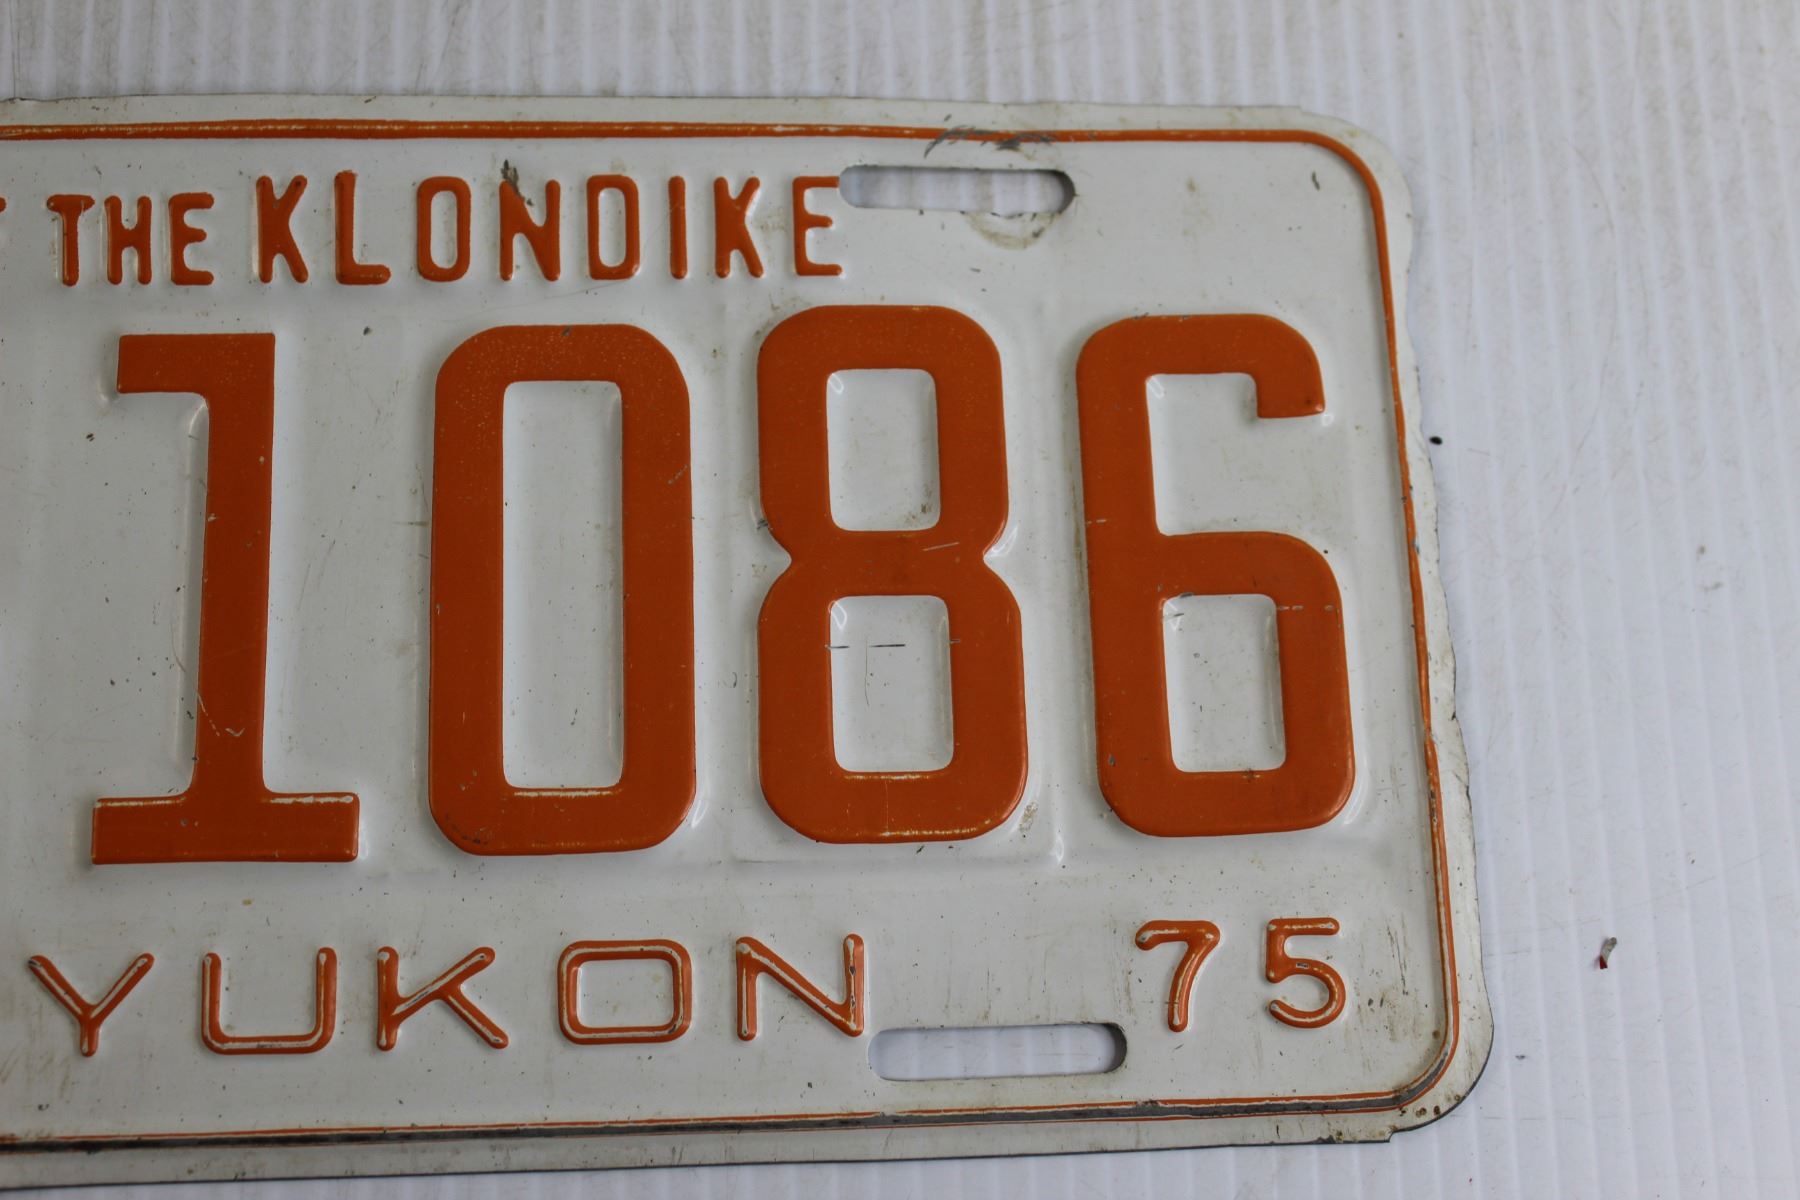 THE KLONDIKE
1086
YUKON 75